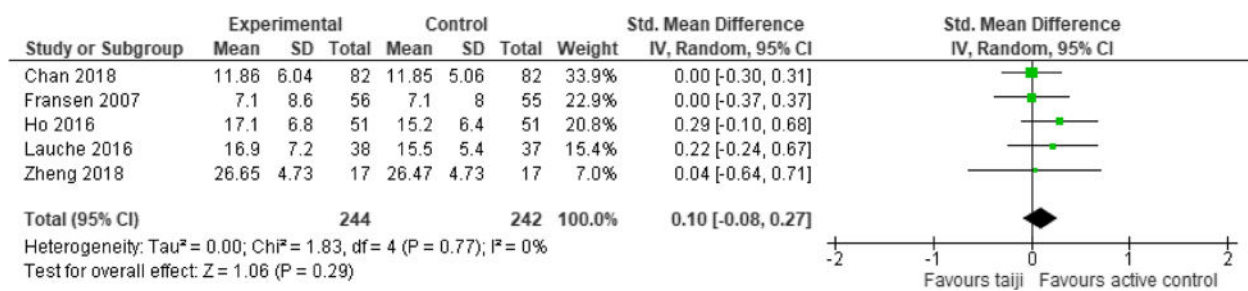 Experimental Control Std. Mean Difference Std. Mean Difference
Study or Subgroup Mean SD Total Mean SD Total Weight IV, Random, 95% CI IV, Random, 95% CI
Chan 2018 11.86 6.04 82 11.85 5.06 82 33.9% 0.00 [-0.30, 0.31]
Fransen 2007 7.1 8.6 56 7.1 8 55 22.9% 0.00 [-0.37, 0.37]
Ho 2016 17.1 6.8 51 15.2 6.4 51 20.8% 0.29 [-0.10, 0.68]
Lauche 2016 16.9 7.2 38 15.5 5.4 37 15.4% 0.22 [-0.24, 0.67]
Zheng 2018 26.65 4.73 17 26.47 4.73 17 7.0% 0.04 [-0.64, 0.71]
Total (95% CI) 244 242 100.0% 0.10 [-0.08, 0.27]
Heterogeneity: Tau² = 0.00; Chi² = 1.83, df = 4 (P = 0.77); I² = 0%
Test for overall effect: Z = 1.06 (P = 0.29)
-2 -1 0 1 2
Favours taiji Favours active control